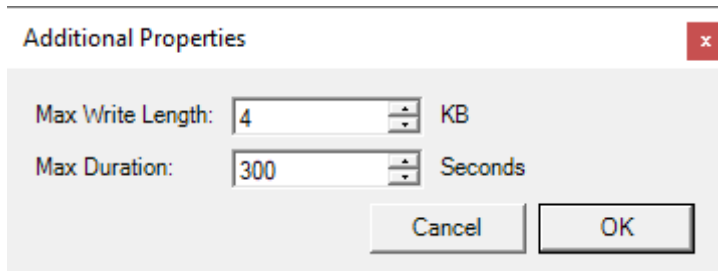 Additional Properties
x
Max Write Length: 4 KB
Max Duration: 300 Seconds
Cancel OK